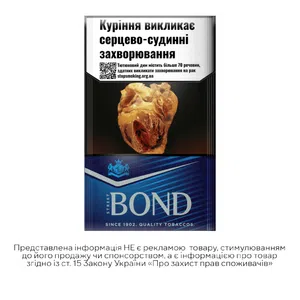 Куріння викликає
серцево-судинні
захворювання
Тютюновий дим містить більше 70 речовин,
здатних викликати захворювання на рак
stopsmoking.org.ua
STREET
BOND
SINCE 1902. QUALITY TOBACCOS.
Представлена інформація НЕ є рекламою товару, стимулюванням
до його продажу чи спонсорством, а є інформацією про товар
згідно із ст. 15 Закону України «Про захист прав споживачів»